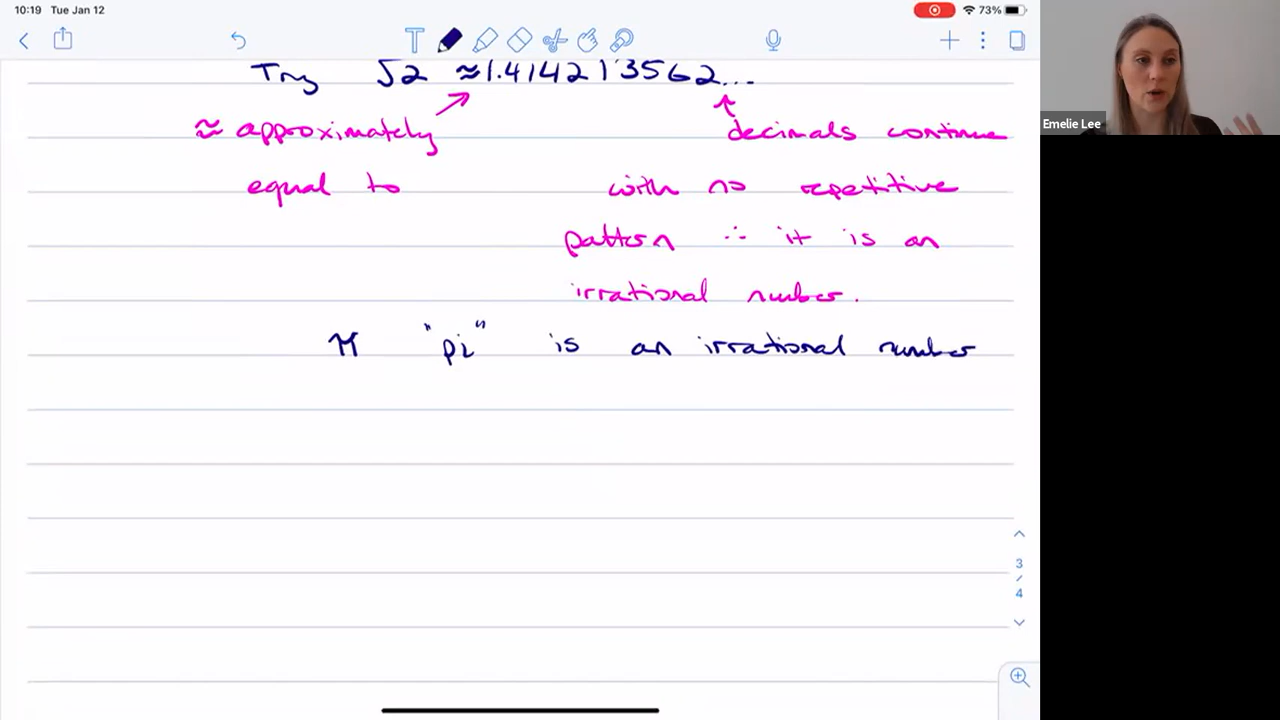 10:19 Tue Jan 12
73%
Try √2 ≈1.414213562...
≈ approximately
decimals continue
equal to
with no repetitive
pattern ∴ it is an
irrational number.
π "pi" is an irrational number
Emelie Lee
3
/
4